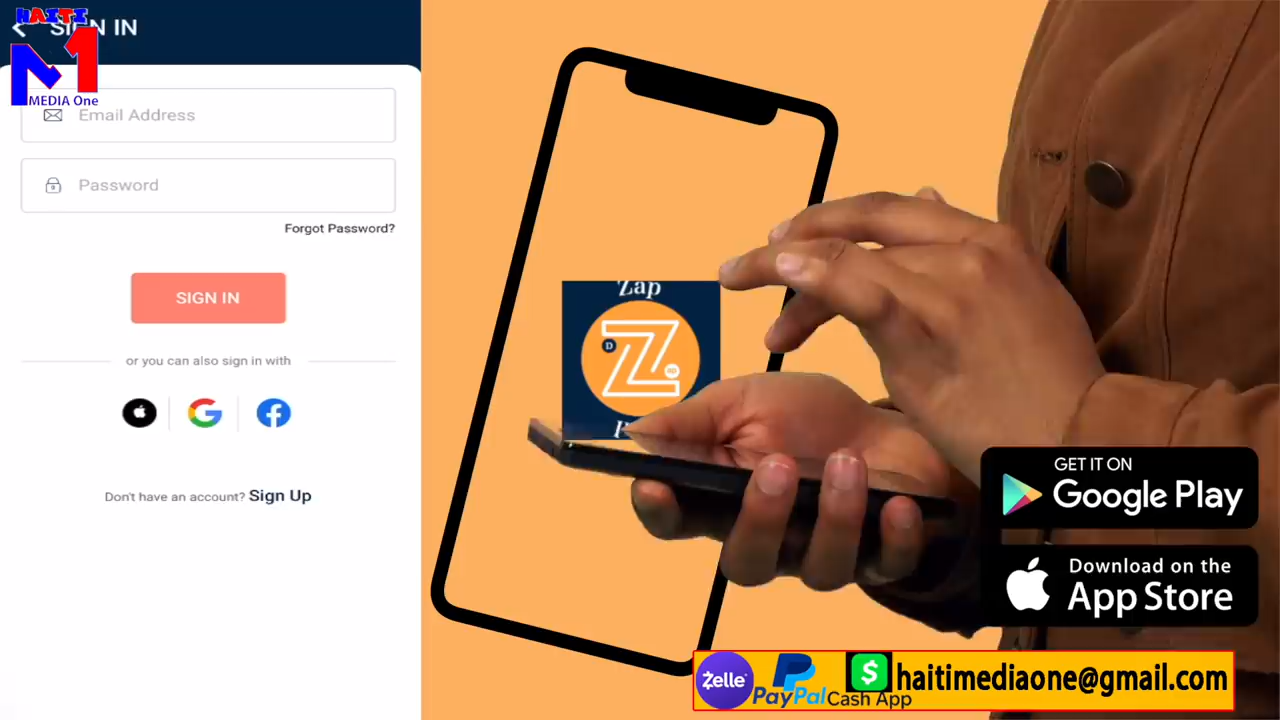 HAITI
M1
MEDIA One
SIGN IN
Email Address
Password
Forgot Password?
SIGN IN
or you can also sign in with
Don't have an account? Sign Up
Zap
Z
D
GET IT ON
Google Play
Download on the
App Store
Zelle
PayPal
$
Cash App
haitimediaone@gmail.com